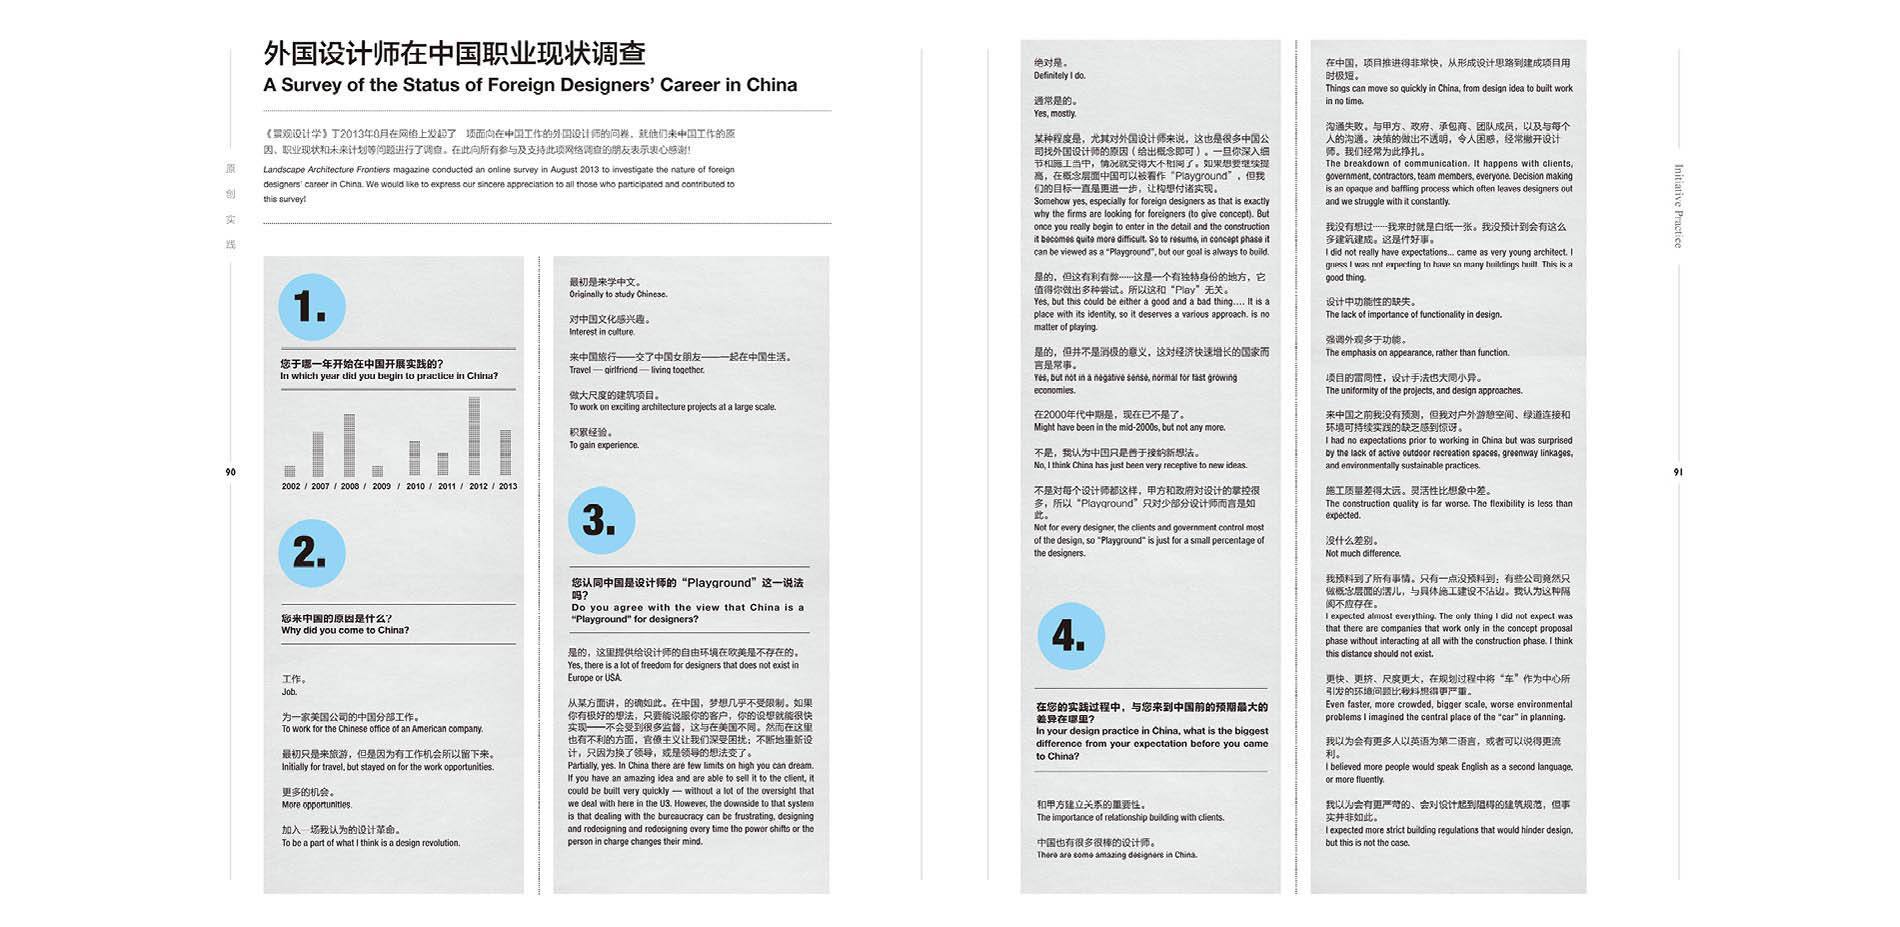 外国设计师在中国职业现状调查
A Survey of the Status of Foreign Designers’ Career in China
《景观设计学》于2013年8月在网络上发起了一项面向在中国工作的外国设计师的问卷，就他们来中国工作的原
因、职业现状和未来计划等问题进行了调查。在此向所有参与及支持此项网络调查的朋友表示衷心感谢！
Landscape Architecture Frontiers magazine conducted an online survey in August 2013 to investigate the nature of foreign
designers’ career in China. We would like to express our sincere appreciation to all those who participated and contributed to
this survey!
原
创
实
践
90
1.
您于哪一年开始在中国开展实践的?
In which year did you begin to practice in China?
2002 / 2007 / 2008 / 2009 / 2010 / 2011 / 2012 / 2013
2.
您来中国的原因是什么?
Why did you come to China?
工作。
Job.
为一家美国公司的中国分部工作。
To work for the Chinese office of an American company.
最初只是来旅游，但是因为有工作机会所以留下来。
Initially for travel, but stayed on for the work opportunities.
更多的机会。
More opportunities.
加入一场我认为的设计革命。
To be a part of what I think is a design revolution.
最初是来学中文。
Originally to study Chinese.
对中国文化感兴趣。
Interest in culture.
来中国旅行——交了中国女朋友——一起在中国生活。
Travel — girlfriend — living together.
做大尺度的建筑项目。
To work on exciting architecture projects at a large scale.
积累经验。
To gain experience.
3.
您认同中国是设计师的“Playground”这一说法
吗?
Do you agree with the view that China is a
“Playground” for designers?
是的，这里提供给设计师的自由环境在欧美是不存在的。
Yes, there is a lot of freedom for designers that does not exist in
Europe or USA.
从某方面讲，的确如此。在中国，梦想几乎不受限制。如果
你有极好的想法，只要能说服你的客户，你的设想就能很快
实现——不会受到很多监督，这与在美国不同。然而在这里
也有不利的方面，官僚主义让我们深受困扰；不断地重新设
计，只因为换了领导，或是领导的想法变了。
Partially, yes. In China there are few limits on high you can dream.
If you have an amazing idea and are able to sell it to the client, it
could be built very quickly — without a lot of the oversight that
we deal with here in the US. However, the downside to that system
is that dealing with the bureaucracy can be frustrating, designing
and redesigning and redesigning every time the power shifts or the
person in charge changes their mind.
绝对是。
Definitely I do.
通常是的。
Yes, mostly.
某种程度是，尤其对外国设计师来说，这也是很多中国公
司找外国设计师的原因（给出概念即可）。一旦你深入细
节和施工当中，情况就变得大不相同了。如果想要继续提
高，在概念层面中国可以被看作“Playground”，但我
们的目标一直是更进一步，让构想付诸实现。
Somehow yes, especially for foreign designers as that is exactly
why the firms are looking for foreigners (to give concept). But
once you really begin to enter in the detail and the construction
it becomes quite more difficult. So to resume, in concept phase it
can be viewed as a “Playground”, but our goal is always to build.
是的，但这有利有弊……这是一个有独特身份的地方，它
值得你做出多种尝试。所以这和“Play”无关。
Yes, but this could be either a good and a bad thing.... It is a
place with its identity, so it deserves a various approach. is no
matter of playing.
是的，但并不是消极的意义，这对经济快速增长的国家而
言是常事。
Yes, but not in a negative sense, normal for fast growing
economies.
在2000年代中期是，现在已不是了。
Might have been in the mid-2000s, but not any more.
不是，我认为中国只是善于接纳新想法。
No, I think China has just been very receptive to new ideas.
不是对每个设计师都这样，甲方和政府对设计的掌控很
多，所以“Playground”只对少部分设计师而言是如
此。
Not for every designer, the clients and government control most
of the design, so “Playground” is just for a small percentage of
the designers.
4.
在您的实践过程中，与您来到中国前的预期最大的
差异在哪里?
In your design practice in China, what is the biggest
difference from your expectation before you came
to China?
和甲方建立关系的重要性。
The importance of relationship building with clients.
中国也有很多很棒的设计师。
There are some amazing designers in China.
在中国，项目推进得非常快，从形成设计思路到建成项目用
时极短。
Things can move so quickly in China, from design idea to built work
in no time.
沟通失败。与甲方、政府、承包商、团队成员，以及与每个
人的沟通。决策的做出不透明，令人困惑，经常撇开设计
师。我们经常为此挣扎。
The breakdown of communication. It happens with clients,
government, contractors, team members, everyone. Decision making
is an opaque and baffling process which often leaves designers out
and we struggle with it constantly.
我没有想过……我来时就是白纸一张。我没预计到会有这么
多建筑建成。这是件好事。
I did not really have expectations... came as very young architect. I
guess I was not expecting to have so many buildings built. This is a
good thing.
设计中功能性的缺失。
The lack of importance of functionality in design.
强调外观多于功能。
The emphasis on appearance, rather than function.
项目的雷同性，设计手法也大同小异。
The uniformity of the projects, and design approaches.
来中国之前我没有预测，但我对户外游憩空间、绿道连接和
环境可持续实践的缺乏感到惊讶。
I had no expectations prior to working in China but was surprised
by the lack of active outdoor recreation spaces, greenway linkages,
and environmentally sustainable practices.
施工质量差得太远。灵活性比想象中差。
The construction quality is far worse. The flexibility is less than
expected.
没什么差别。
Not much difference.
我预料到了所有事情。只有一点没预料到：有些公司竟然只
做概念层面的活儿，与具体施工建设不沾边。我认为这种隔
阂不应存在。
I expected almost everything. The only thing I did not expect was
that there are companies that work only in the concept proposal
phase without interacting at all with the construction phase. I think
this distance should not exist.
更快、更挤、尺度更大，在规划过程中将“车”作为中心所
引发的环境问题比我料想得更严重。
Even faster, more crowded, bigger scale, worse environmental
problems I imagined the central place of the “car” in planning.
我以为会有更多人以英语为第二语言，或者可以说得更流
利。
I believed more people would speak English as a second language,
or more fluently.
我以为会有更严苛的、会对设计起到阻碍的建筑规范，但事
实并非如此。
I expected more strict building regulations that would hinder design,
but this is not the case.
Initiative Practice
91